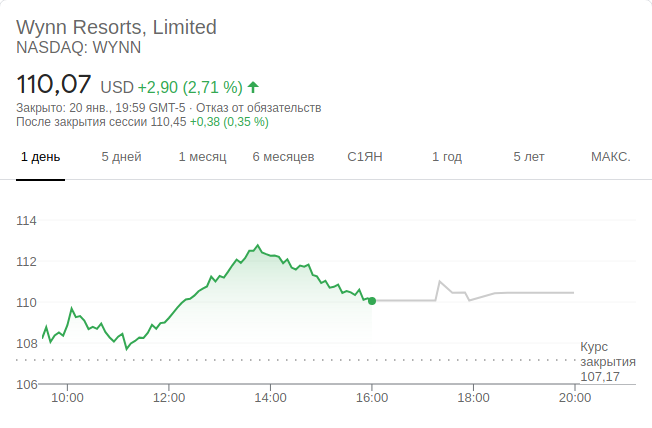 Wynn Resorts, Limited
NASDAQ: WYNN
110,07 USD +2,90 (2,71 %)
Закрыто: 20 янв., 19:59 GMT-5 · Отказ от обязательств
После закрытия сессии 110,45 +0,38 (0,35 %)
1 день 5 дней 1 месяц 6 месяцев С1ЯН 1 год 5 лет МАКС.
114
112
110
108
Курс
закрытия
107,17
106
10:00 12:00 14:00 16:00 18:00 20:00